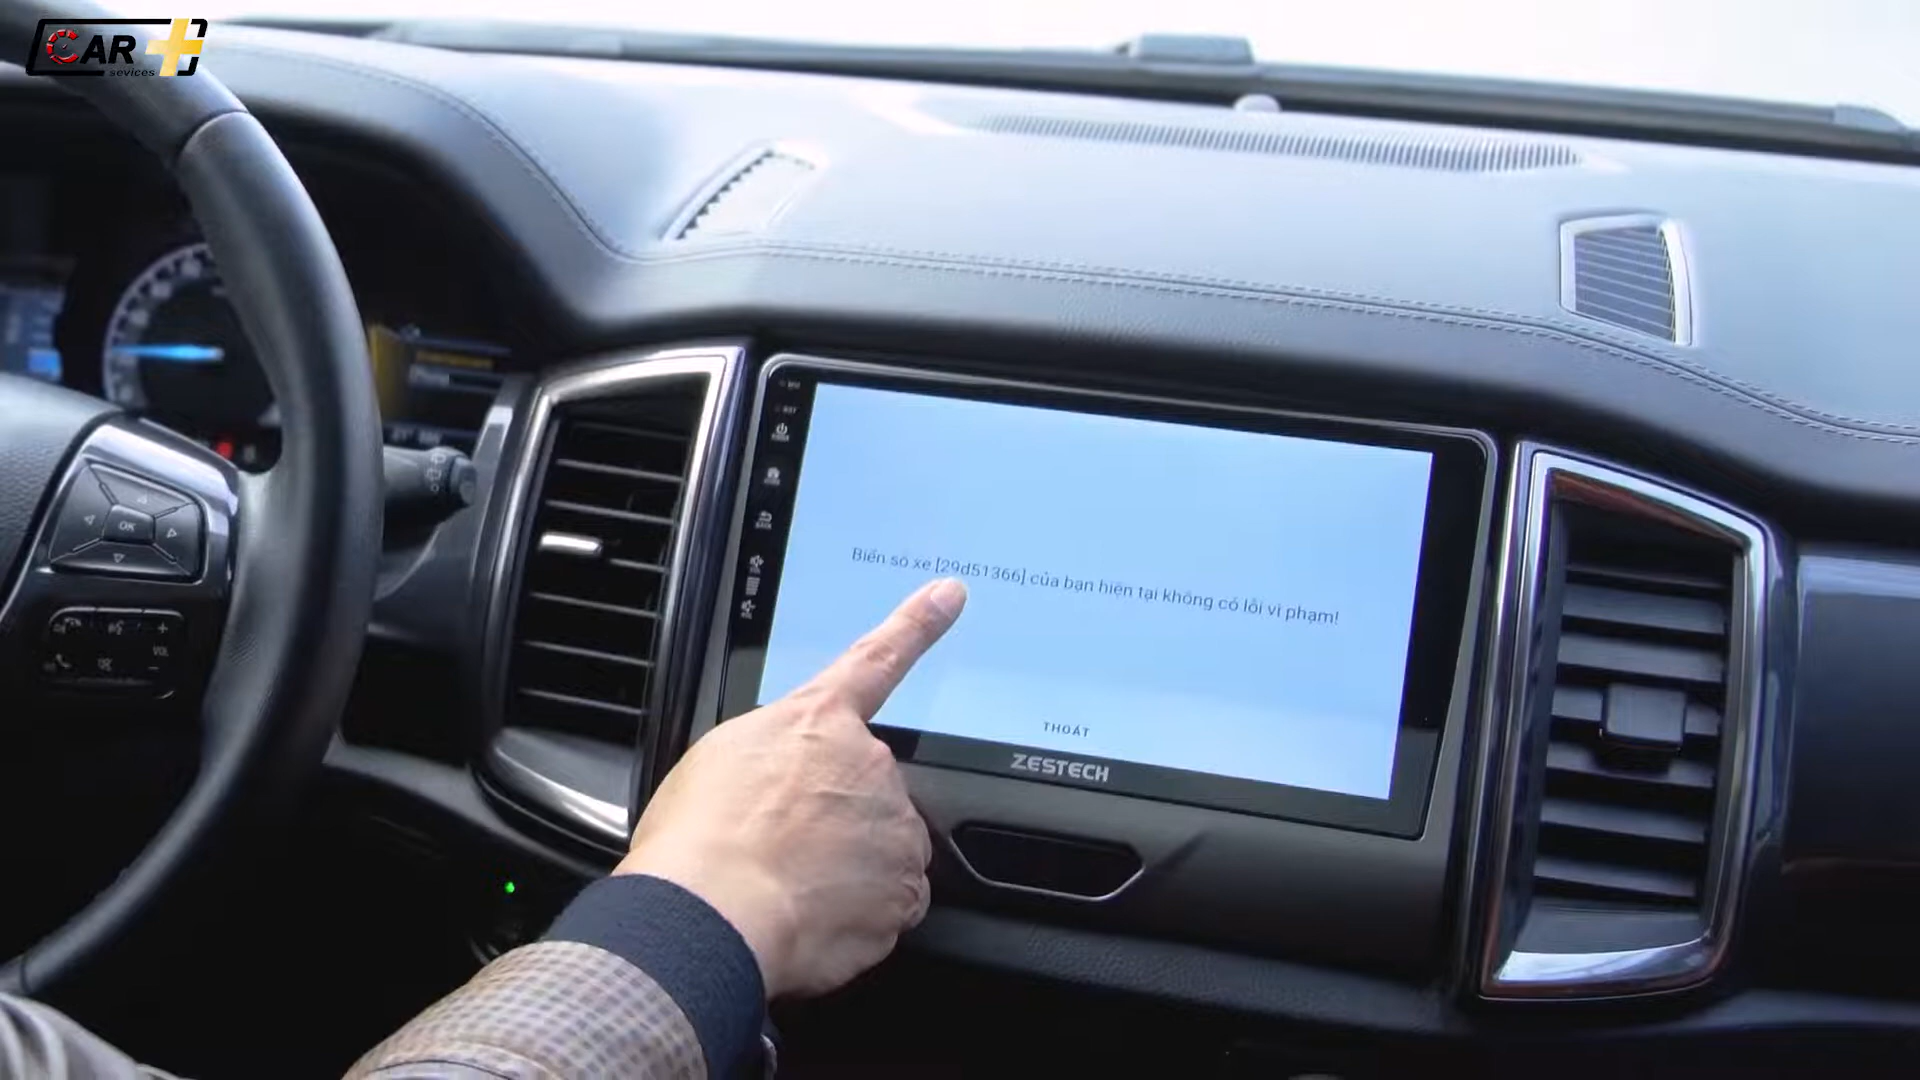 CAR
sevices
Biển số xe [29d51366] của bạn hiện tại không có lỗi vi phạm!
THOÁT
ZESTECH
OK
VOL